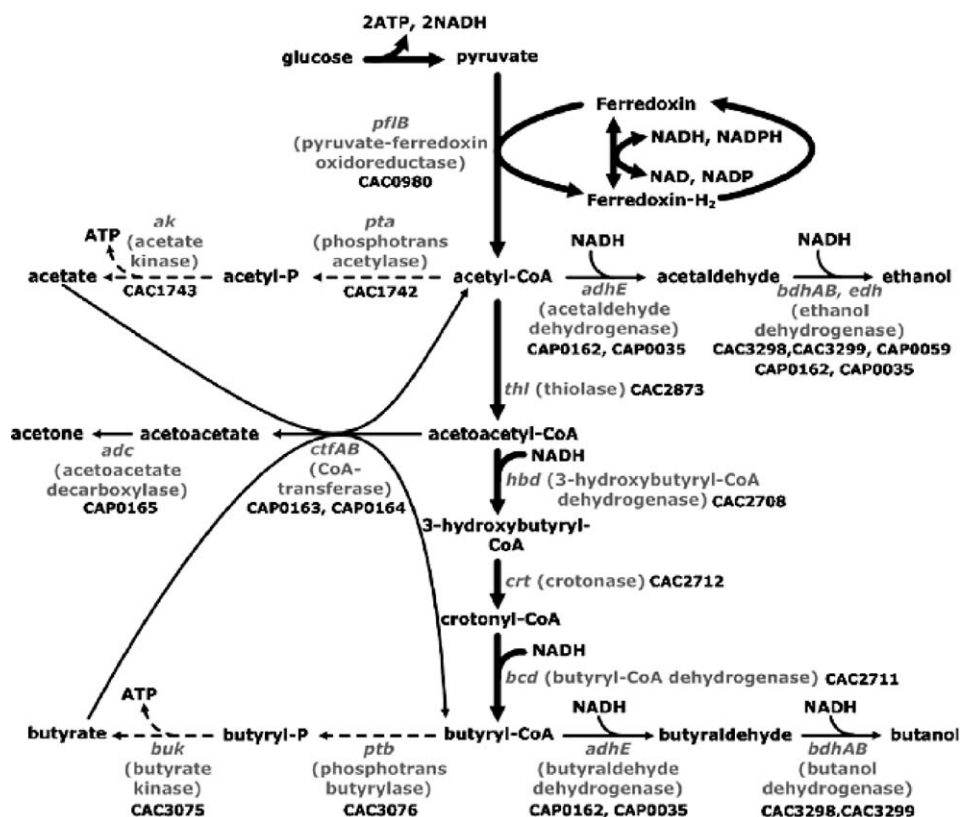 2ATP, 2NADH
glucose
pyruvate
pflB
(pyruvate-ferredoxin
oxidoreductase)
CAC0980
Ferredoxin
NADH, NADPH
NAD, NADP
Ferredoxin-H₂
ATP
ak
(acetate
kinase)
CAC1743
pta
(phosphotrans
acetylase)
CAC1742
NADH
NADH
acetate
acetyl-P
acetyl-CoA
acetaldehyde
ethanol
adhE
(acetaldehyde
dehydrogenase)
CAP0162, CAP0035
bdhAB, edh
(ethanol
dehydrogenase)
CAC3298,CAC3299, CAP0059
CAP0162, CAP0035
thl (thiolase) CAC2873
acetone
acetoacetate
acetoacetyl-CoA
adc
(acetoacetate
decarboxylase)
CAP0165
ctfAB
(CoA-
transferase)
CAP0163, CAP0164
NADH
hbd (3-hydroxybutyryl-CoA
dehydrogenase) CAC2708
3-hydroxybutyryl-
CoA
crt (crotonase) CAC2712
crotonyl-CoA
NADH
bcd (butyryl-CoA dehydrogenase) CAC2711
ATP
NADH
NADH
butyrate
butyryl-P
butyryl-CoA
butyraldehyde
butanol
buk
(butyrate
kinase)
CAC3075
ptb
(phosphotrans
butyrylase)
CAC3076
adhE
(butyraldehyde
dehydrogenase)
CAP0162, CAP0035
bdhAB
(butanol
dehydrogenase)
CAC3298,CAC3299